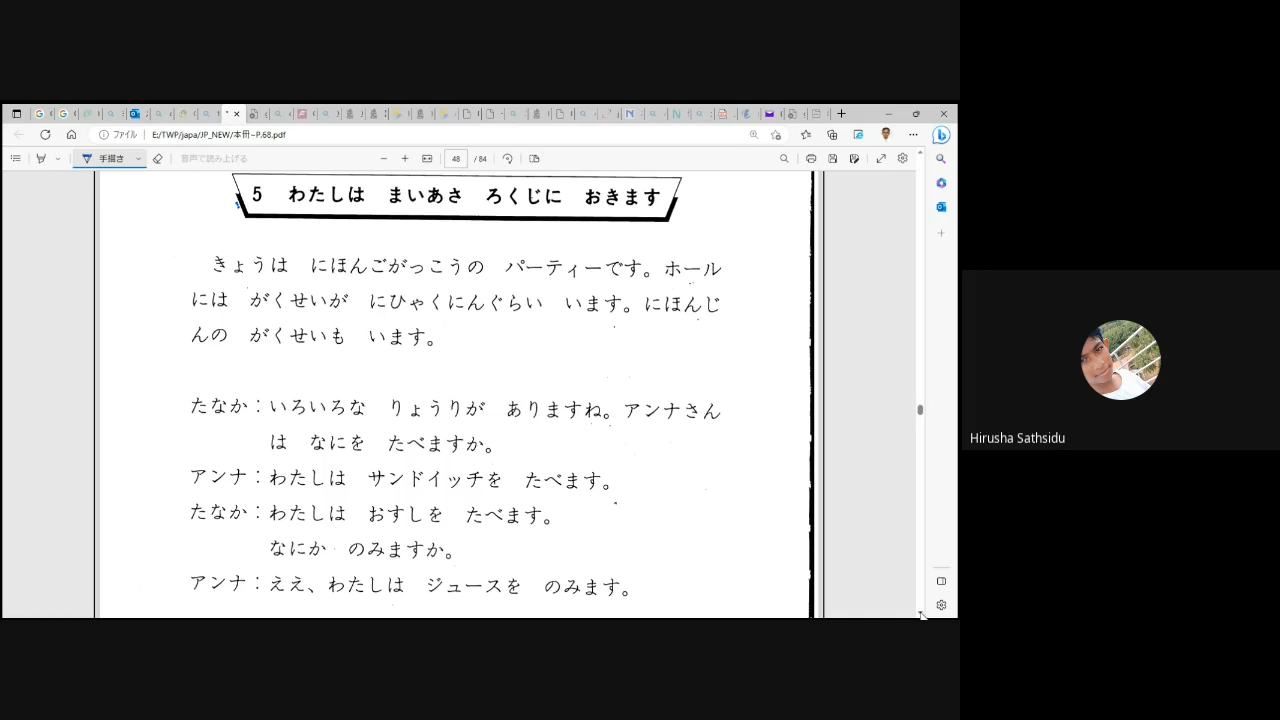 ファイル E:/TWP/japa/JP_NEW/本冊~P.68.pdf
手描き 音声で読み上げる 48 / 84
5 わたしは まいあさ ろくじに おきます
きょうは にほんごがっこうの パーティーです。ホール
には がくせいが にひゃくにんぐらい います。にほんじ
んの がくせいも います。
たなか：いろいろな りょうりが ありますね。アンナさん
は なにを たべますか。
アンナ：わたしは サンドイッチを たべます。
たなか：わたしは おすしを たべます。
なにか のみますか。
アンナ：ええ、わたしは ジュースを のみます。
Hirusha Sathsidu